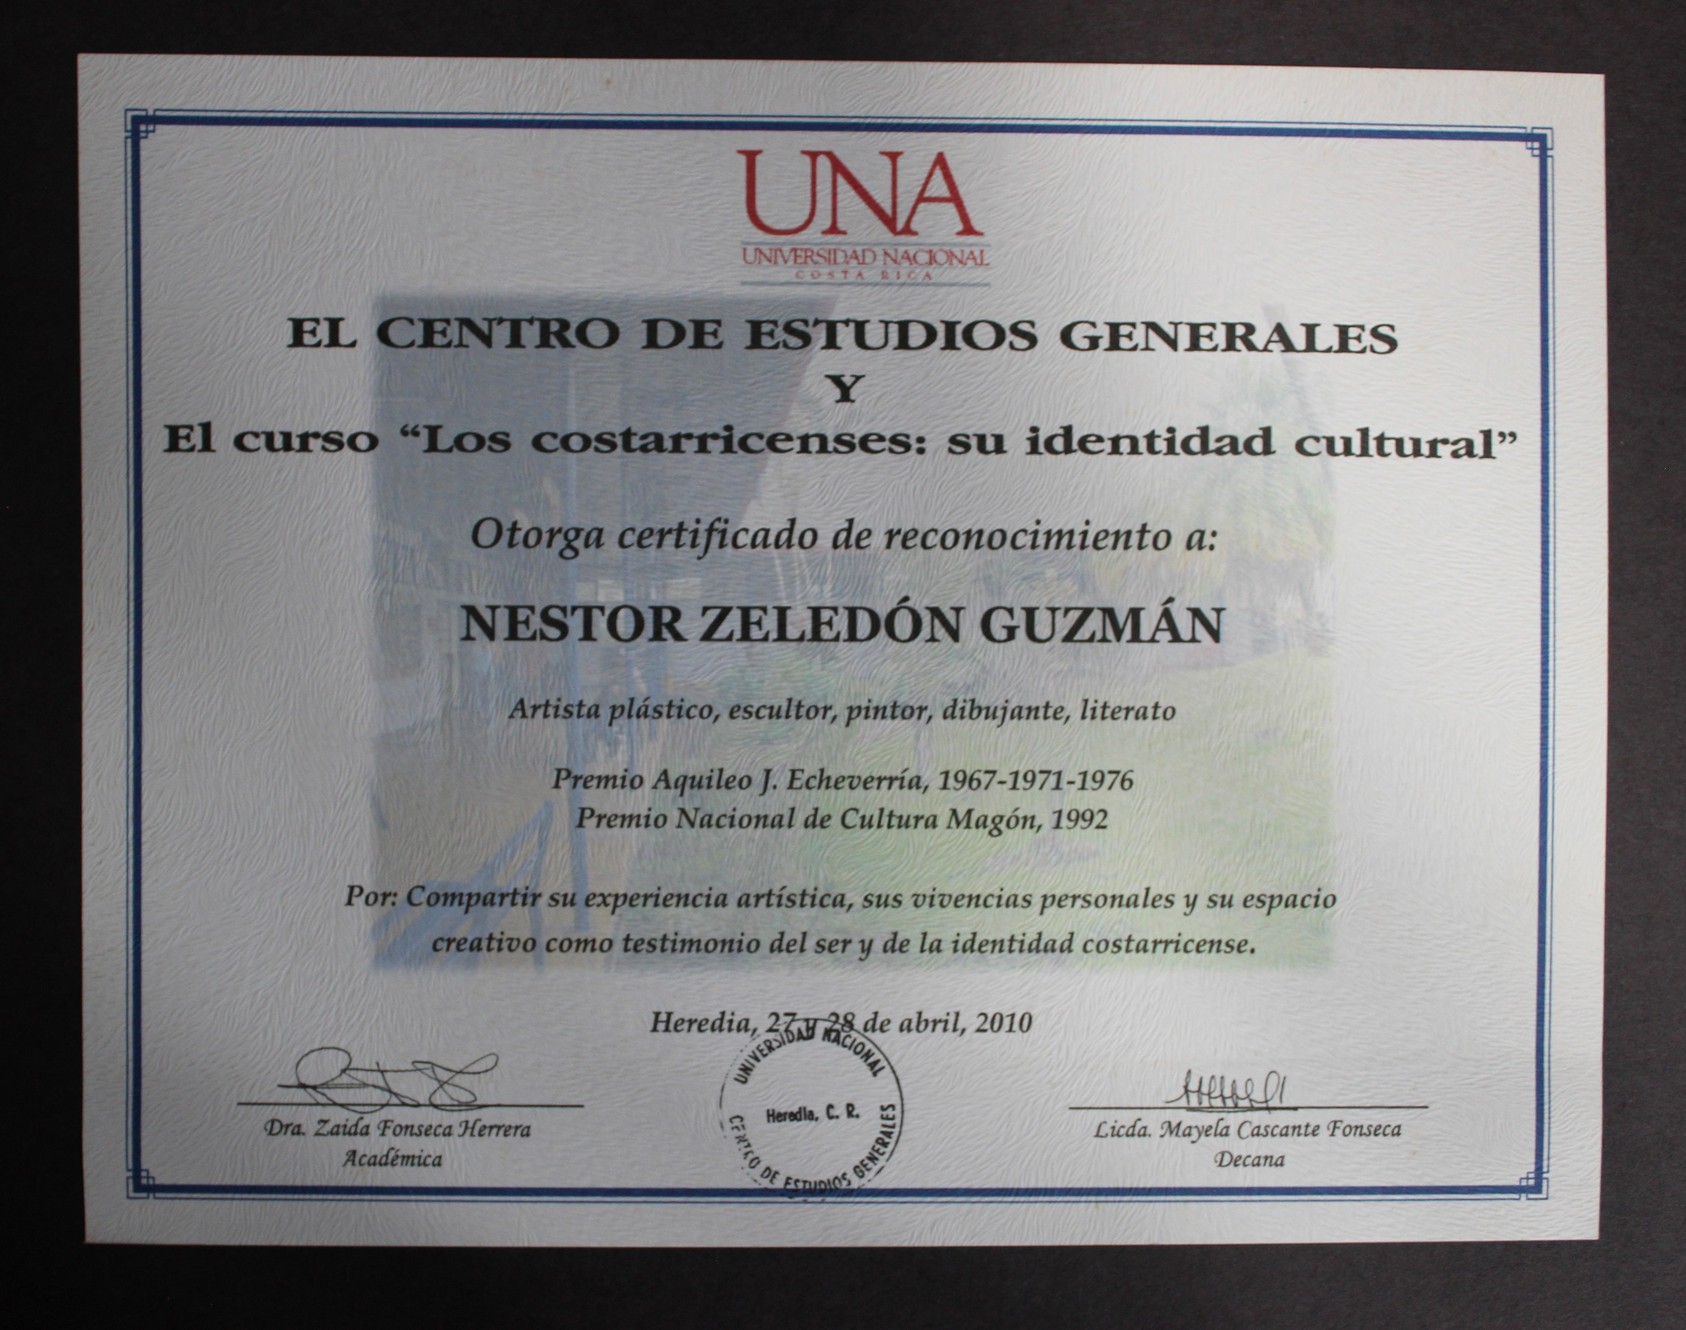 UNA
UNIVERSIDAD NACIONAL
COSTA RICA
EL CENTRO DE ESTUDIOS GENERALES
Y
El curso “Los costarricenses: su identidad cultural”
Otorga certificado de reconocimiento a:
NESTOR ZELEDÓN GUZMÁN
Artista plástico, escultor, pintor, dibujante, literato
Premio Aquileo J. Echeverría, 1967-1971-1976
Premio Nacional de Cultura Magón, 1992
Por: Compartir su experiencia artística, sus vivencias personales y su espacio
creativo como testimonio del ser y de la identidad costarricense.
Heredia, 27 y 28 de abril, 2010
UNIVERSIDAD NACIONAL
Heredia, C. R.
CENTRO DE ESTUDIOS GENERALES
Dra. Zaida Fonseca Herrera
Académica
Licda. Mayela Cascante Fonseca
Decana